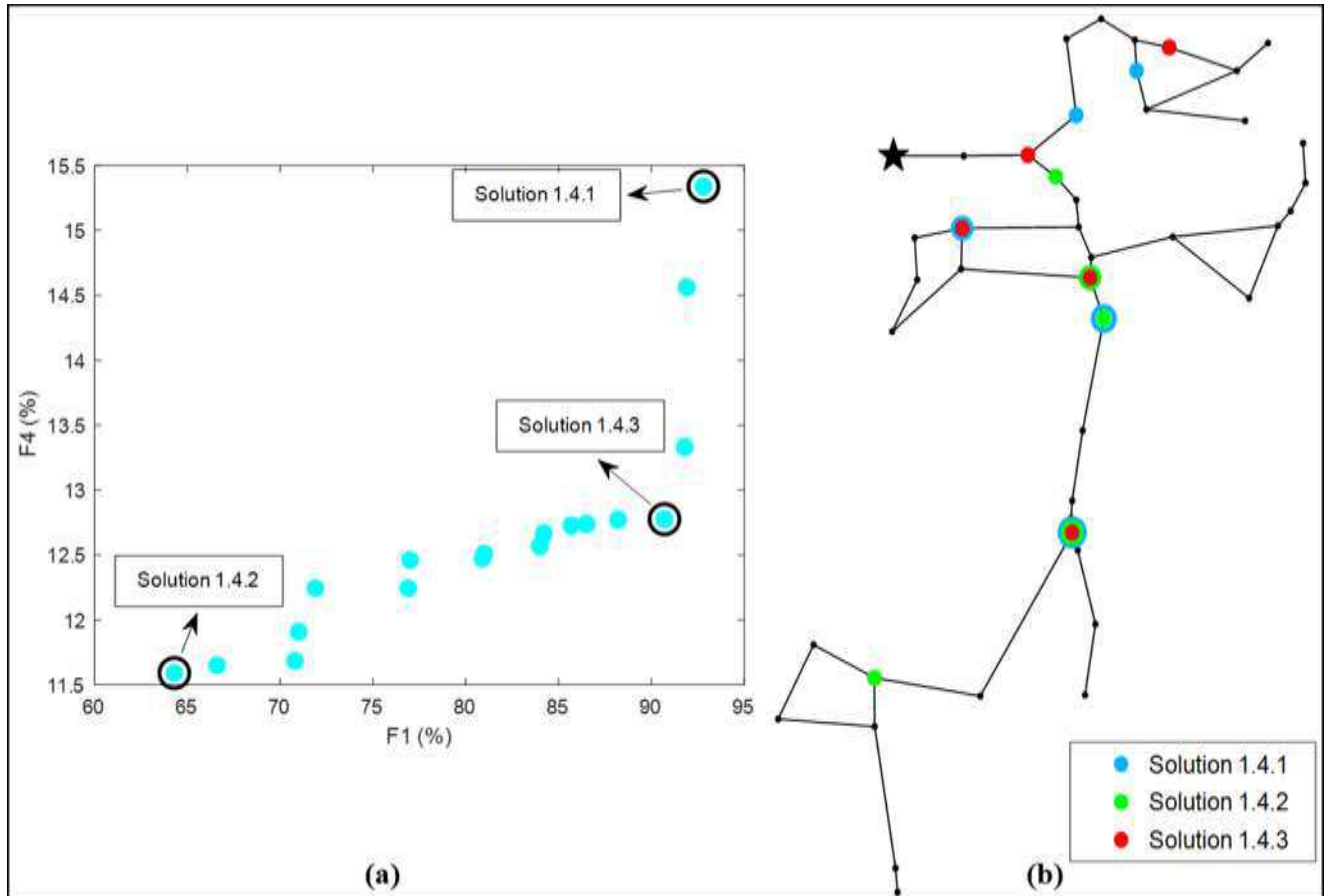 Solution 1.4.1
Solution 1.4.3
Solution 1.4.2
15.5
15
14.5
14
13.5
13
12.5
12
11.5
F4 (%)
60 65 70 75 80 85 90 95
F1 (%)
(a)
Solution 1.4.1
Solution 1.4.2
Solution 1.4.3
(b)